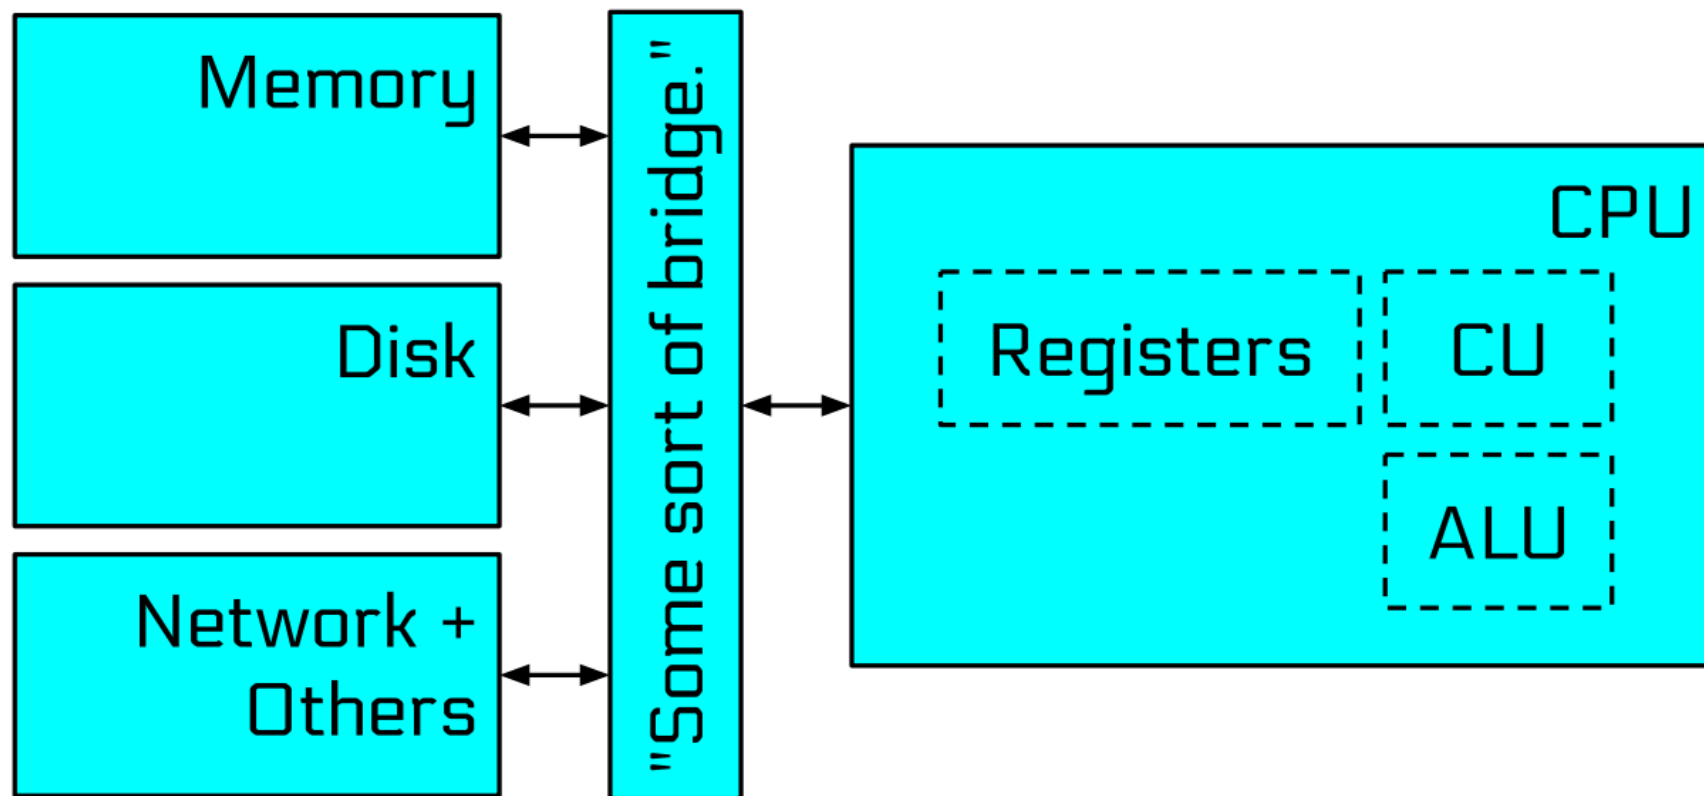 Memory
Disk
Network +
Others
"Some sort of bridge."
CPU
Registers
CU
ALU